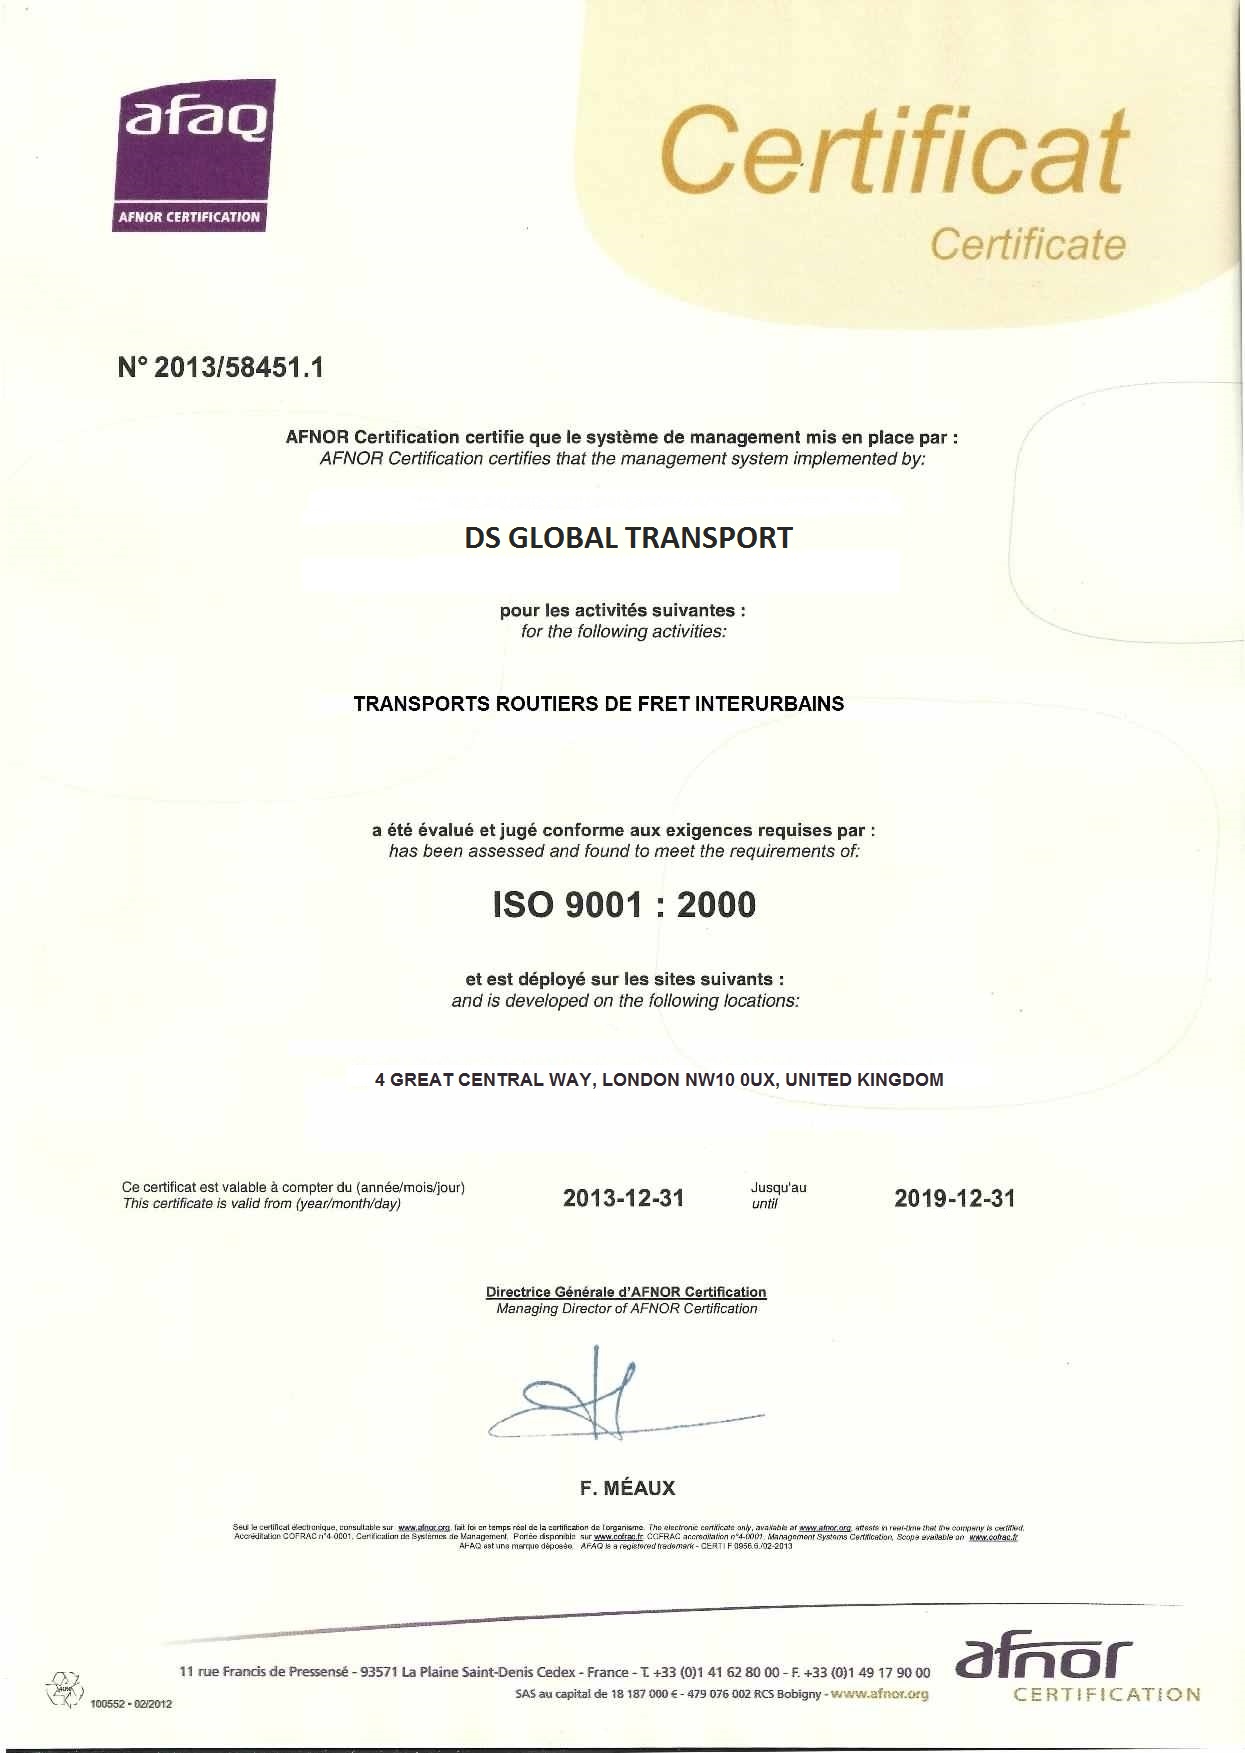 afaq
AFNOR CERTIFICATION
Certificat
Certificate
N° 2013/58451.1
AFNOR Certification certifie que le système de management mis en place par :
AFNOR Certification certifies that the management system implemented by:
DS GLOBAL TRANSPORT
pour les activités suivantes :
for the following activities:
TRANSPORTS ROUTIERS DE FRET INTERURBAINS
a été évalué et jugé conforme aux exigences requises par :
has been assessed and found to meet the requirements of:
ISO 9001 : 2000
et est déployé sur les sites suivants :
and is developed on the following locations:
4 GREAT CENTRAL WAY, LONDON NW10 0UX, UNITED KINGDOM
Ce certificat est valable à compter du (année/mois/jour)
This certificate is valid from (year/month/day)
2013-12-31
Jusqu'au
until
2019-12-31
Directrice Générale d'AFNOR Certification
Managing Director of AFNOR Certification
F. MÉAUX
Seul le certificat électronique, consultable sur www.afnor.org, fait foi en temps réel de la certification de l'organisme. The electronic certificate only, available at www.afnor.org, attests in real-time that the company is certified.
Accréditation COFRAC n°4-0001, Certification de Systèmes de Management. Portée disponible sur www.cofrac.fr. COFRAC accreditation n°4-0001, Management Systems Certification, Scope available on www.cofrac.fr
AFAQ est une marque déposée. AFAQ is a registered trademark - CERTI F 0956.6./02-2013
11 rue Francis de Pressensé - 93571 La Plaine Saint-Denis Cedex - France - T. +33 (0)1 41 62 80 00 - F. +33 (0)1 49 17 90 00
SAS au capital de 18 187 000 € - 479 076 002 RCS Bobigny - www.afnor.org
100552 - 02/2012
afnor
CERTIFICATION